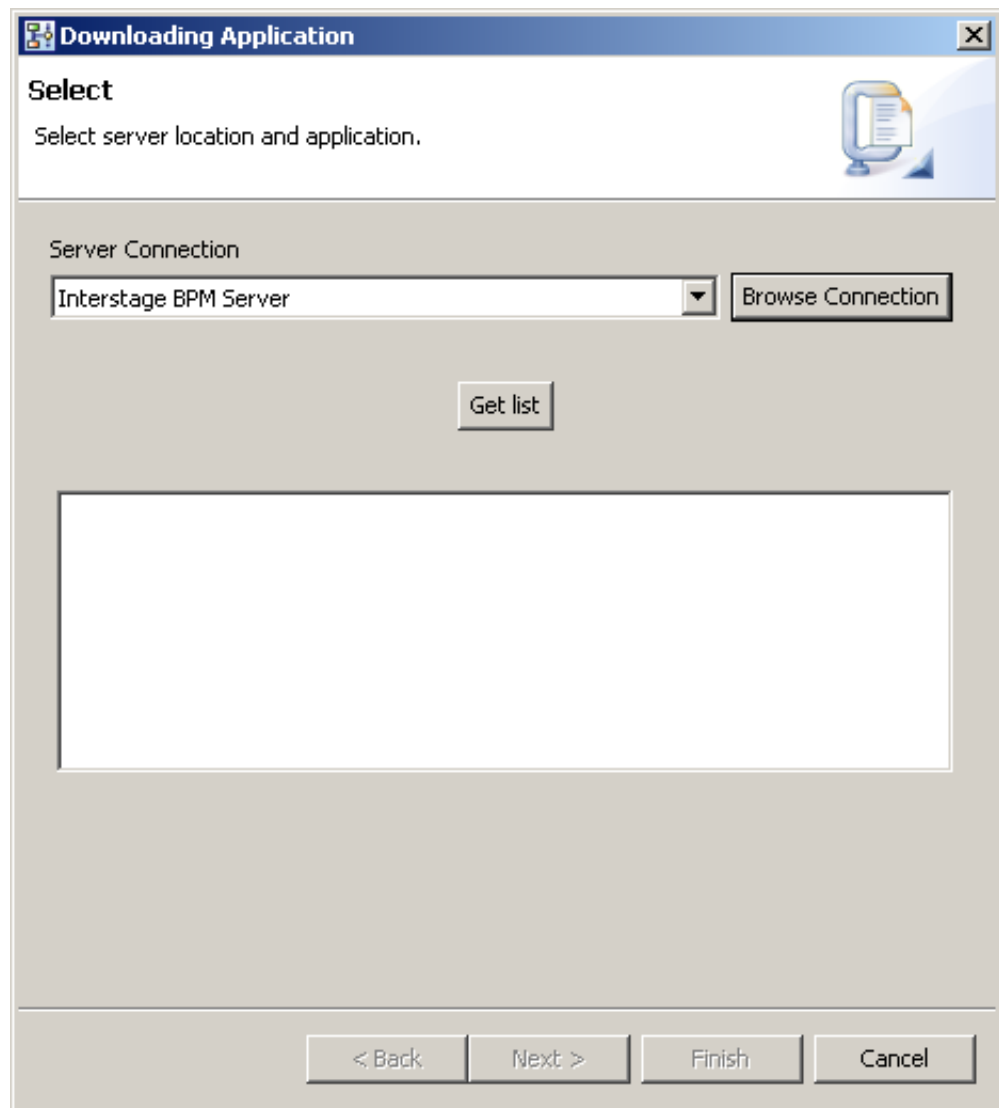 Downloading Application
Select
Select server location and application.
Server Connection
Interstage BPM Server
Browse Connection
Get list
< Back
Next >
Finish
Cancel